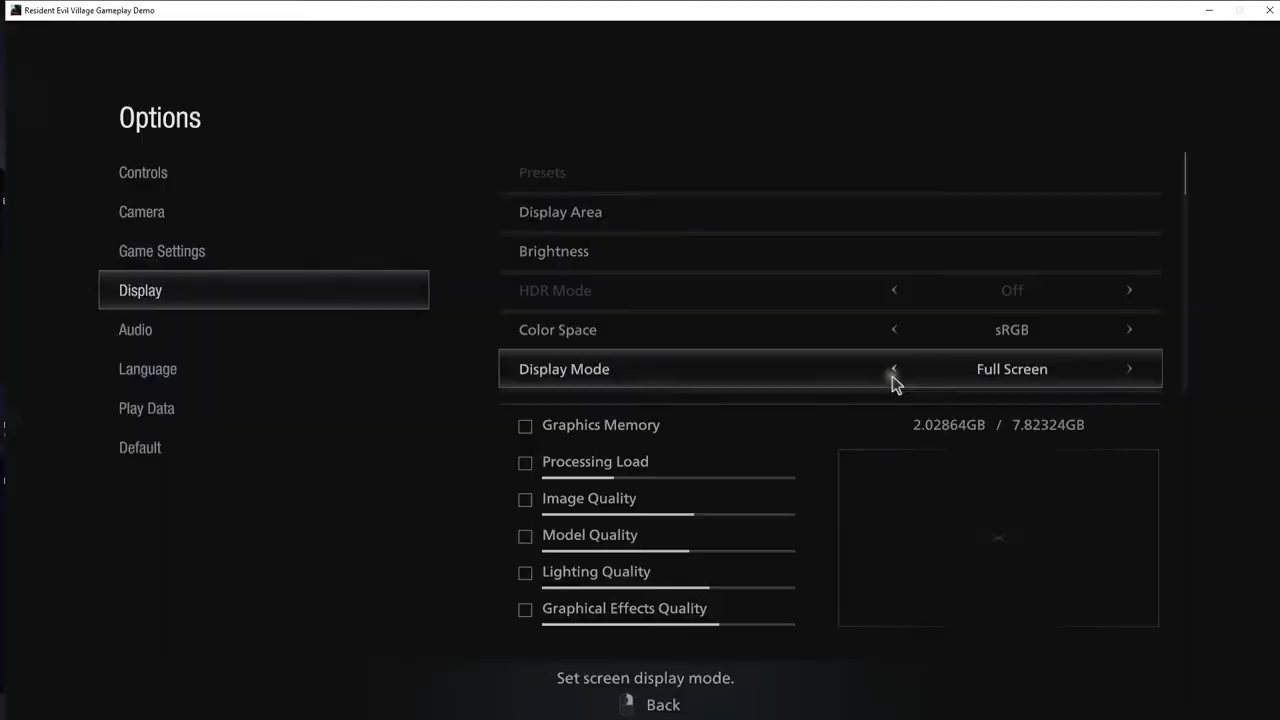 Resident Evil Village Gameplay Demo
Options
Controls
Camera
Game Settings
Display
Audio
Language
Play Data
Default
Presets
Display Area
Brightness
HDR Mode Off
Color Space sRGB
Display Mode Full Screen
Graphics Memory 2.02864GB / 7.82324GB
Processing Load
Image Quality
Model Quality
Lighting Quality
Graphical Effects Quality
Set screen display mode.
Back